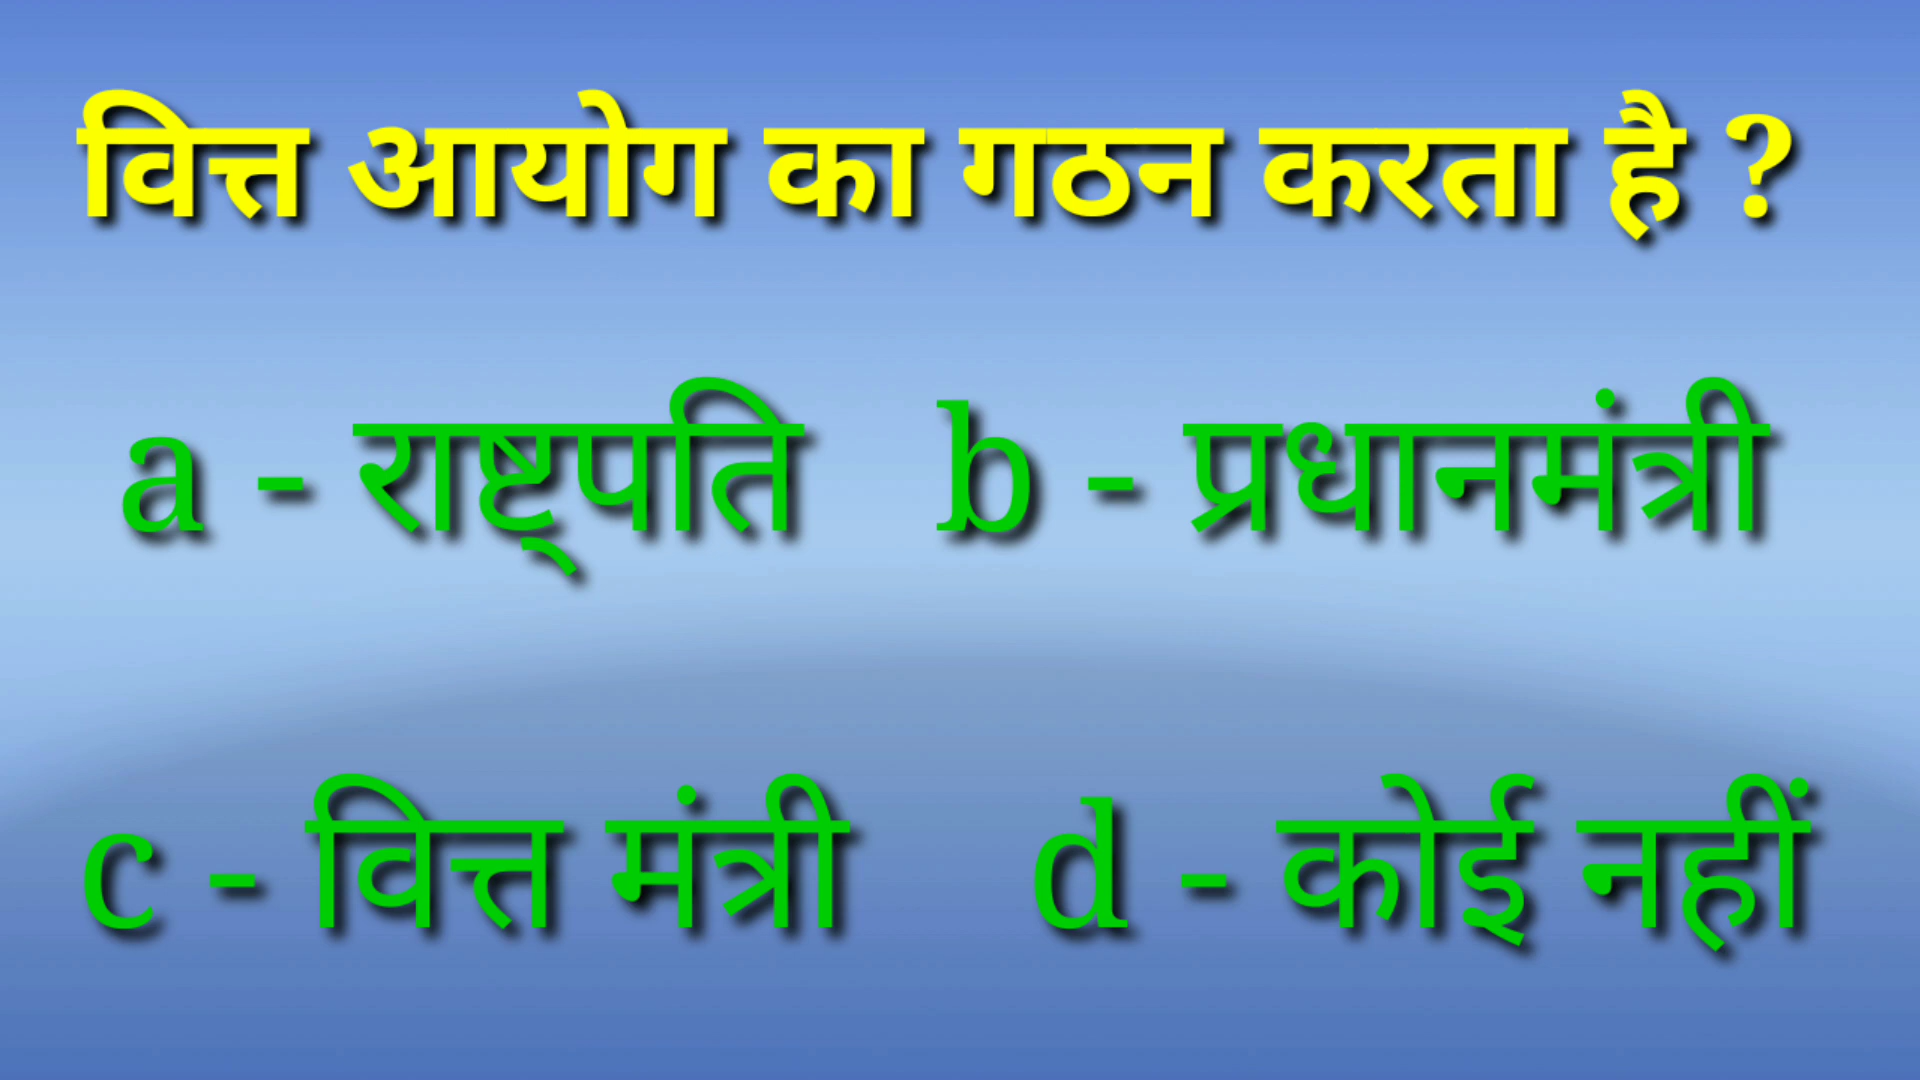 वित्त आयोग का गठन करता है ?
a - राष्ट्पति b - प्रधानमंत्री
c - वित्त मंत्री d - कोई नहीं